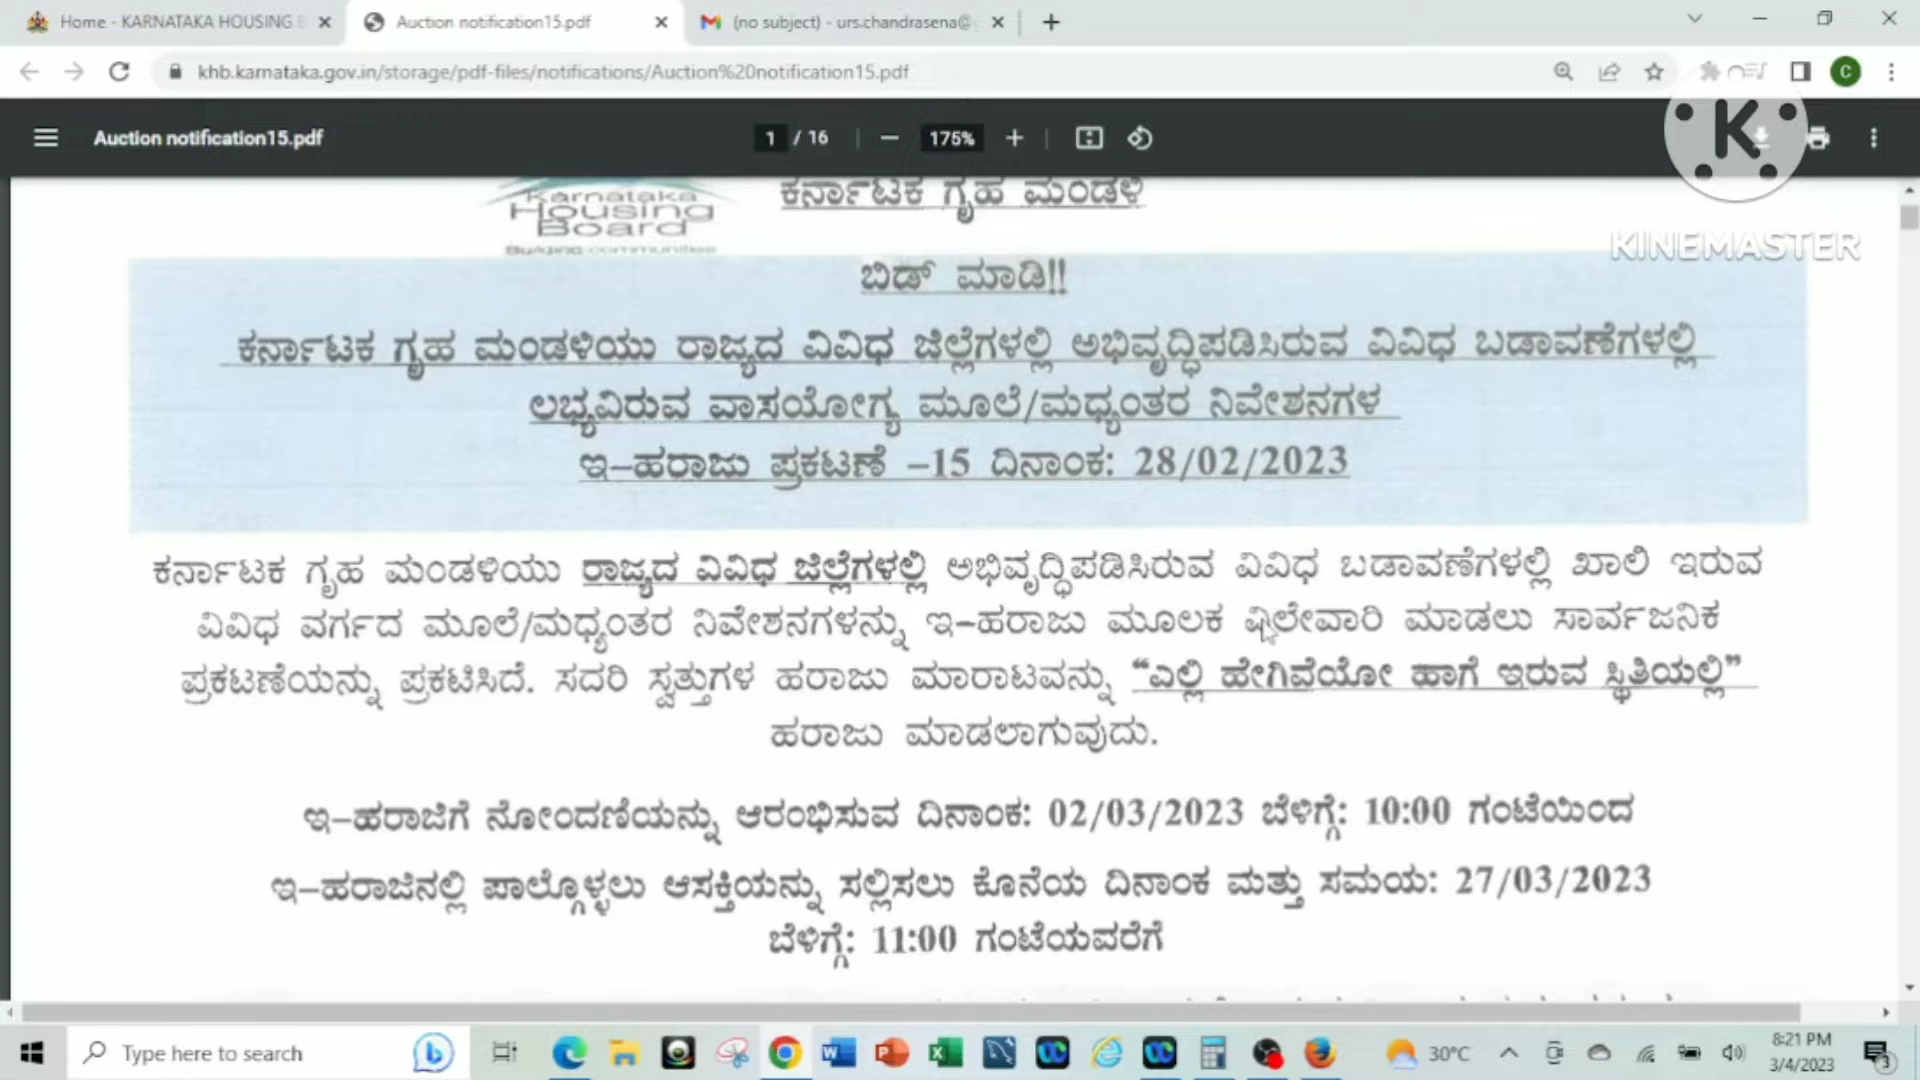 Home - KARNATAKA HOUSING B
Auction notification15.pdf
(no subject) - urs.chandrasena@g
khb.karnataka.gov.in/storage/pdf-files/notifications/Auction%20notification15.pdf
C
Auction notification15.pdf
1 / 16
175%
K
KINEMASTER
Karnataka
Housing
Board
Building communities
ಕರ್ನಾಟಕ ಗೃಹ ಮಂಡಳಿ
ಬಿಡ್ ಮಾಡಿ!!
ಕರ್ನಾಟಕ ಗೃಹ ಮಂಡಳಿಯು ರಾಜ್ಯದ ವಿವಿಧ ಜಿಲ್ಲೆಗಳಲ್ಲಿ ಅಭಿವೃದ್ಧಿಪಡಿಸಿರುವ ವಿವಿಧ ಬಡಾವಣೆಗಳಲ್ಲಿ
ಲಭ್ಯವಿರುವ ವಾಸಯೋಗ್ಯ ಮೂಲೆ/ಮಧ್ಯಂತರ ನಿವೇಶನಗಳ
ಇ-ಹರಾಜು ಪ್ರಕಟಣೆ –15 ದಿನಾಂಕ: 28/02/2023
ಕರ್ನಾಟಕ ಗೃಹ ಮಂಡಳಿಯು ರಾಜ್ಯದ ವಿವಿಧ ಜಿಲ್ಲೆಗಳಲ್ಲಿ ಅಭಿವೃದ್ಧಿಪಡಿಸಿರುವ ವಿವಿಧ ಬಡಾವಣೆಗಳಲ್ಲಿ ಖಾಲಿ ಇರುವ
ವಿವಿಧ ವರ್ಗದ ಮೂಲೆ/ಮಧ್ಯಂತರ ನಿವೇಶನಗಳನ್ನು ಇ-ಹರಾಜು ಮೂಲಕ ವಿಲೇವಾರಿ ಮಾಡಲು ಸಾರ್ವಜನಿಕ
ಪ್ರಕಟಣೆಯನ್ನು ಪ್ರಕಟಿಸಿದೆ. ಸದರಿ ಸ್ವತ್ತುಗಳ ಹರಾಜು ಮಾರಾಟವನ್ನು “ಎಲ್ಲಿ ಹೇಗಿವೆಯೋ ಹಾಗೆ ಇರುವ ಸ್ಥಿತಿಯಲ್ಲಿ”
ಹರಾಜು ಮಾಡಲಾಗುವುದು.
ಇ-ಹರಾಜಿಗೆ ನೋಂದಣಿಯನ್ನು ಆರಂಭಿಸುವ ದಿನಾಂಕ: 02/03/2023 ಬೆಳಿಗ್ಗೆ: 10:00 ಗಂಟೆಯಿಂದ
ಇ-ಹರಾಜಿನಲ್ಲಿ ಪಾಲ್ಗೊಳ್ಳಲು ಆಸಕ್ತಿಯನ್ನು ಸಲ್ಲಿಸಲು ಕೊನೆಯ ದಿನಾಂಕ ಮತ್ತು ಸಮಯ: 27/03/2023
ಬೆಳಿಗ್ಗೆ: 11:00 ಗಂಟೆಯವರೆಗೆ
Type here to search
30°C
8:21 PM
3/4/2023
3